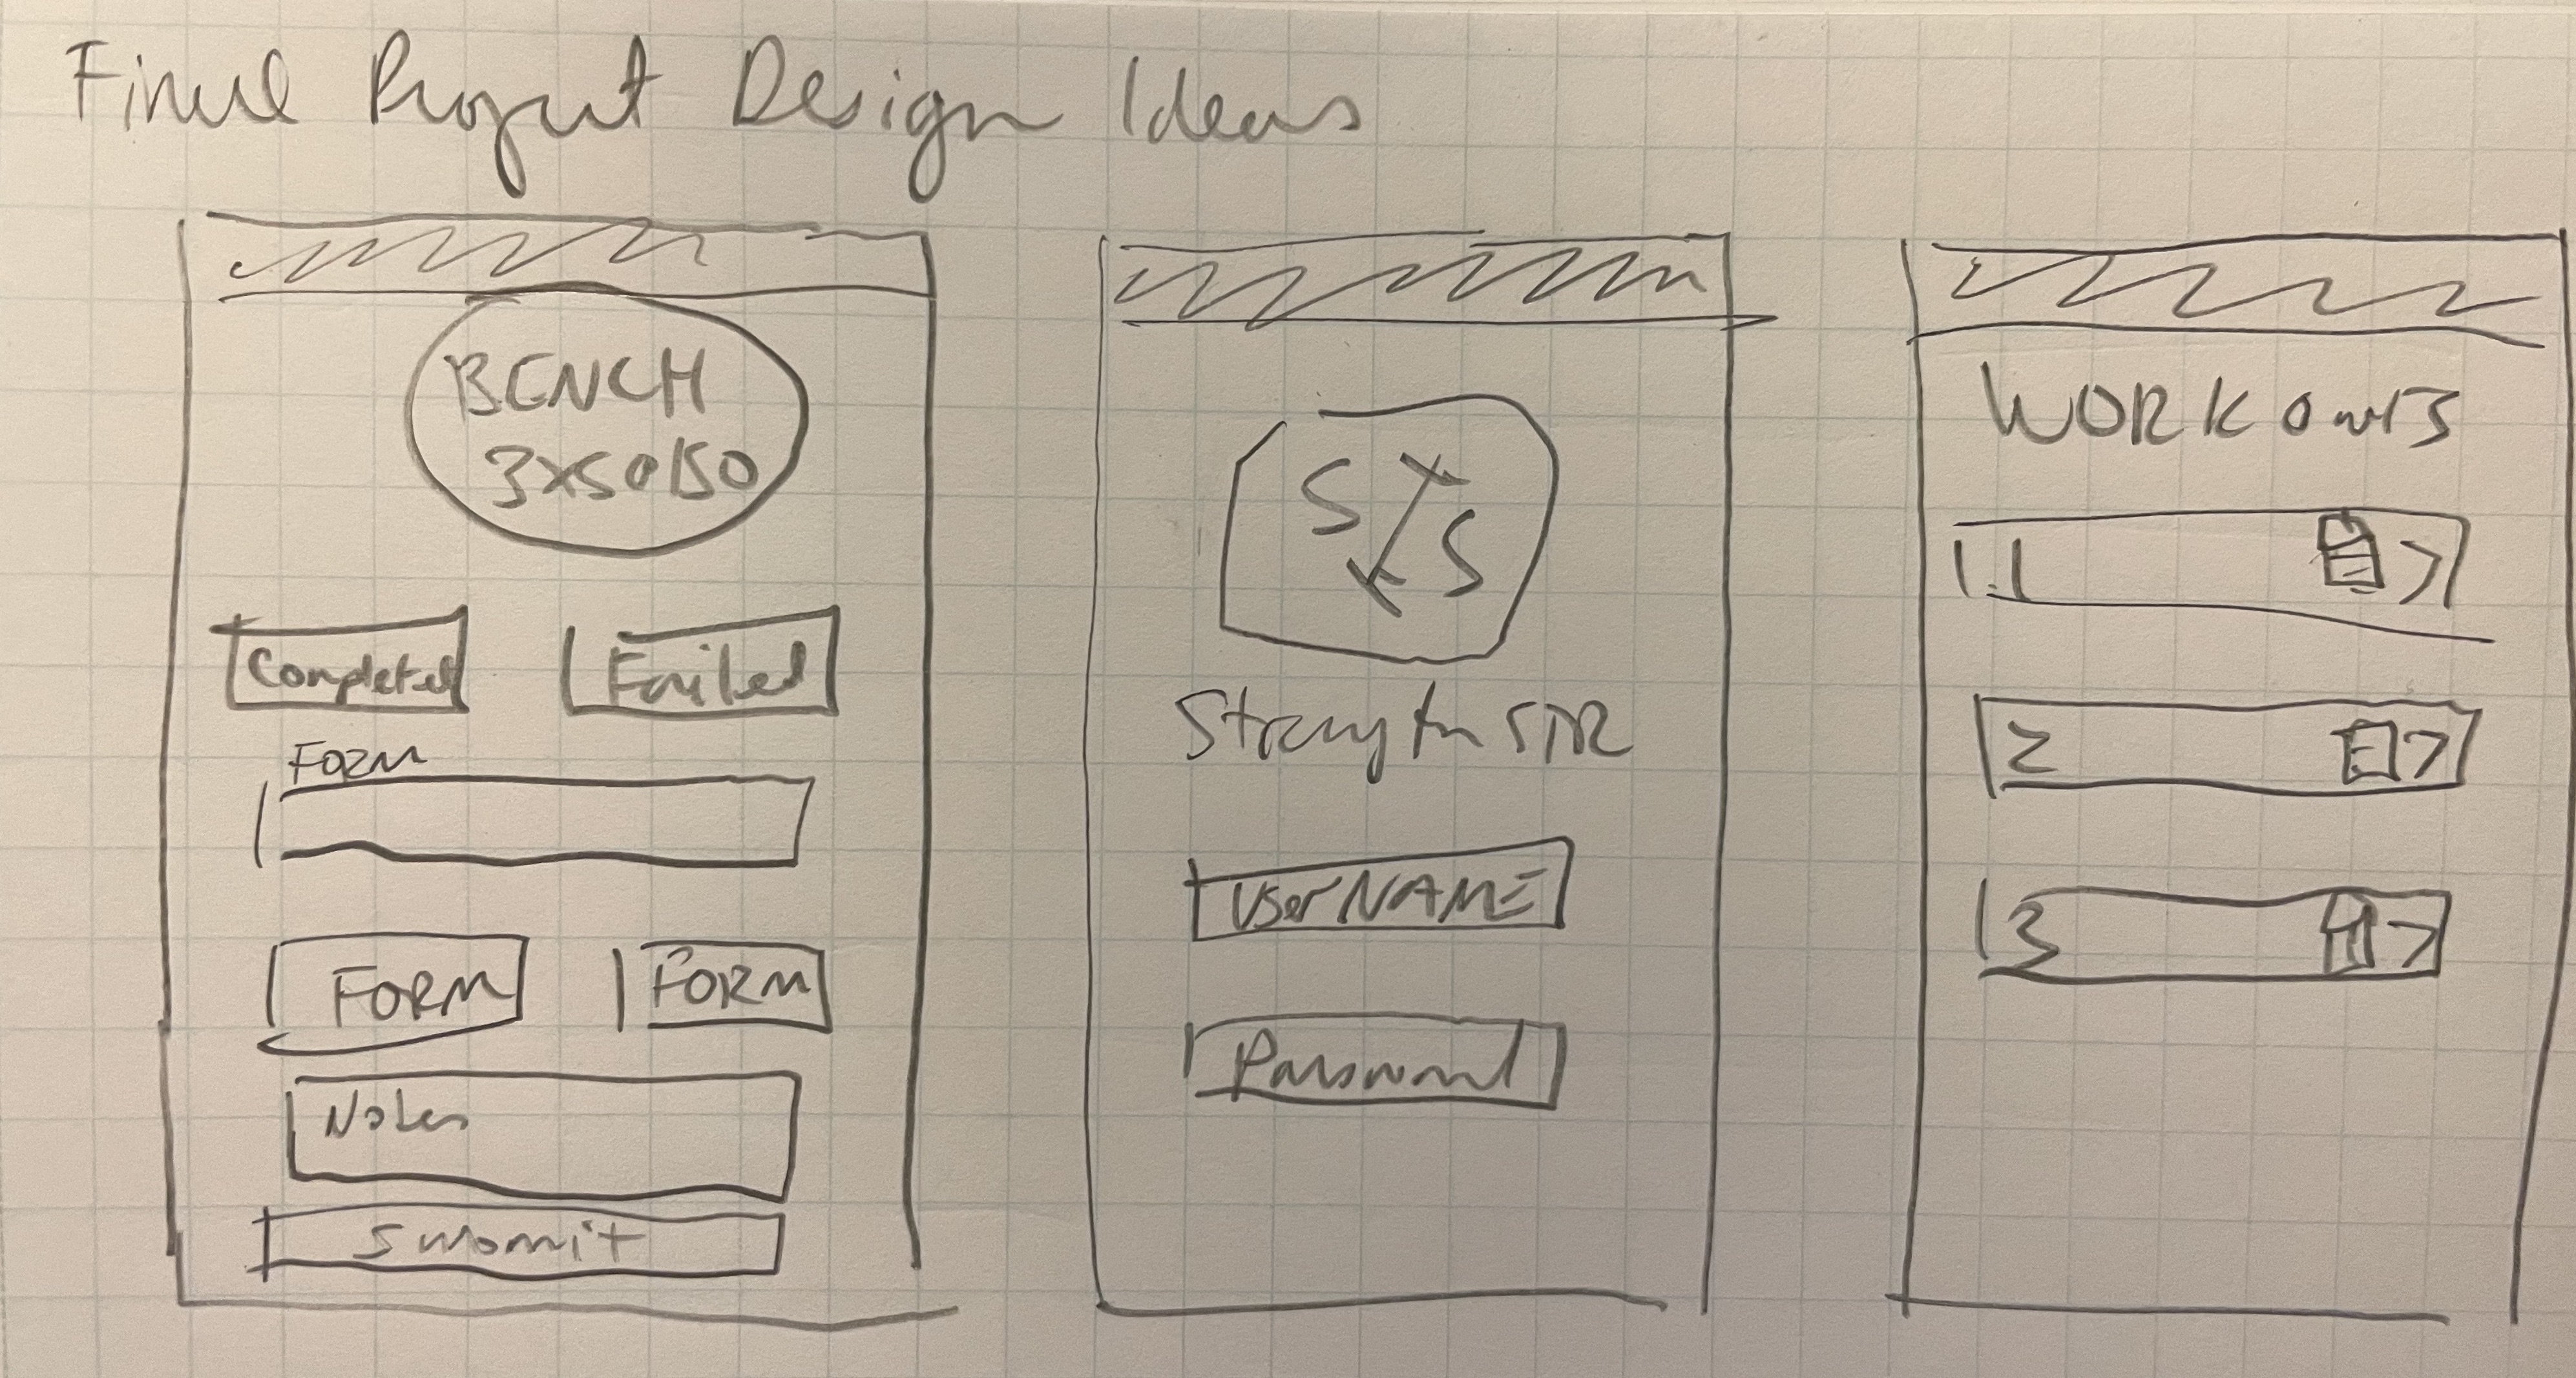 Final Project Design Ideas
BENCH
3x5@150
Completed
Failed
FORM
FORM
FORM
Notes
Submit
S
S
Strength
UserNAME
Password
WORKOUTS
1
2
3